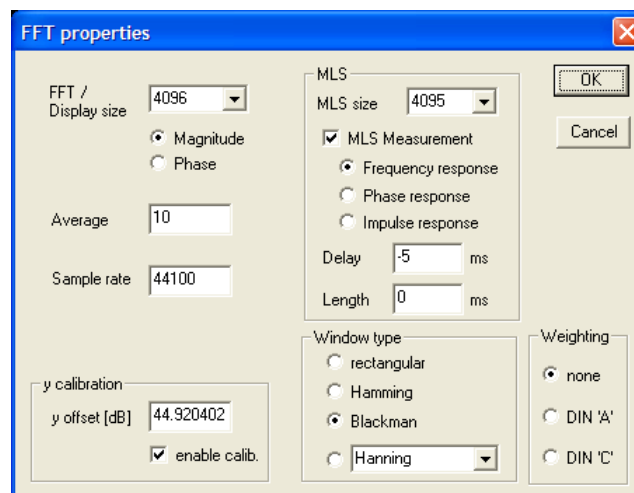 FFT properties
FFT /
Display size
4096
Magnitude
Phase
Average
10
Sample rate
44100
y calibration
y offset [dB]
44.920402
enable calib.
MLS
MLS size
4095
MLS Measurement
Frequency response
Phase response
Impulse response
Delay
-5
ms
Length
0
ms
Window type
rectangular
Hamming
Blackman
Hanning
OK
Cancel
Weighting
none
DIN 'A'
DIN 'C'